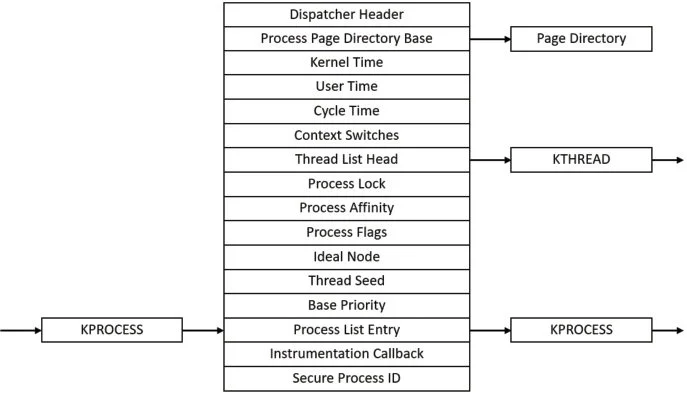 Dispatcher Header
Process Page Directory Base
Page Directory
Kernel Time
User Time
Cycle Time
Context Switches
Thread List Head
KTHREAD
Process Lock
Process Affinity
Process Flags
Ideal Node
Thread Seed
Base Priority
KPROCESS
Process List Entry
KPROCESS
Instrumentation Callback
Secure Process ID